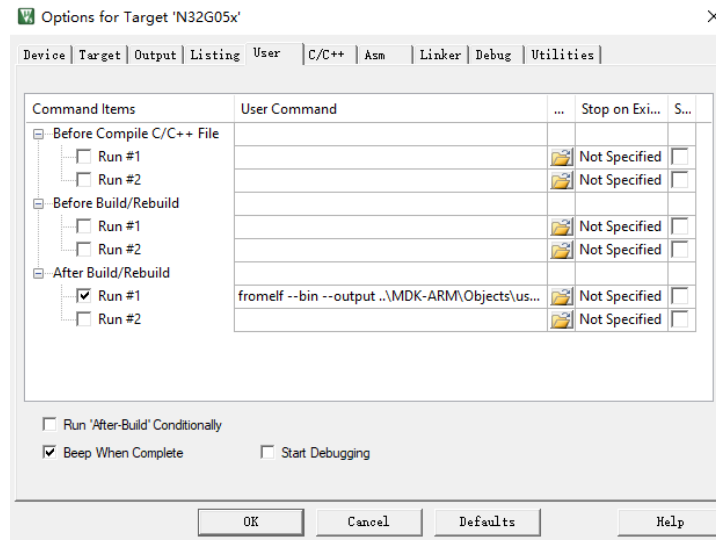 Options for Target 'N32G05x'
Device Target Output Listing User C/C++ Asm Linker Debug Utilities
Command Items User Command ... Stop on Exi... S...
Before Compile C/C++ File
Run #1 Not Specified
Run #2 Not Specified
Before Build/Rebuild
Run #1 Not Specified
Run #2 Not Specified
After Build/Rebuild
Run #1 fromelf --bin --output ..\MDK-ARM\Objects\us... Not Specified
Run #2 Not Specified
Run 'After-Build' Conditionally
Beep When Complete Start Debugging
OK Cancel Defaults Help